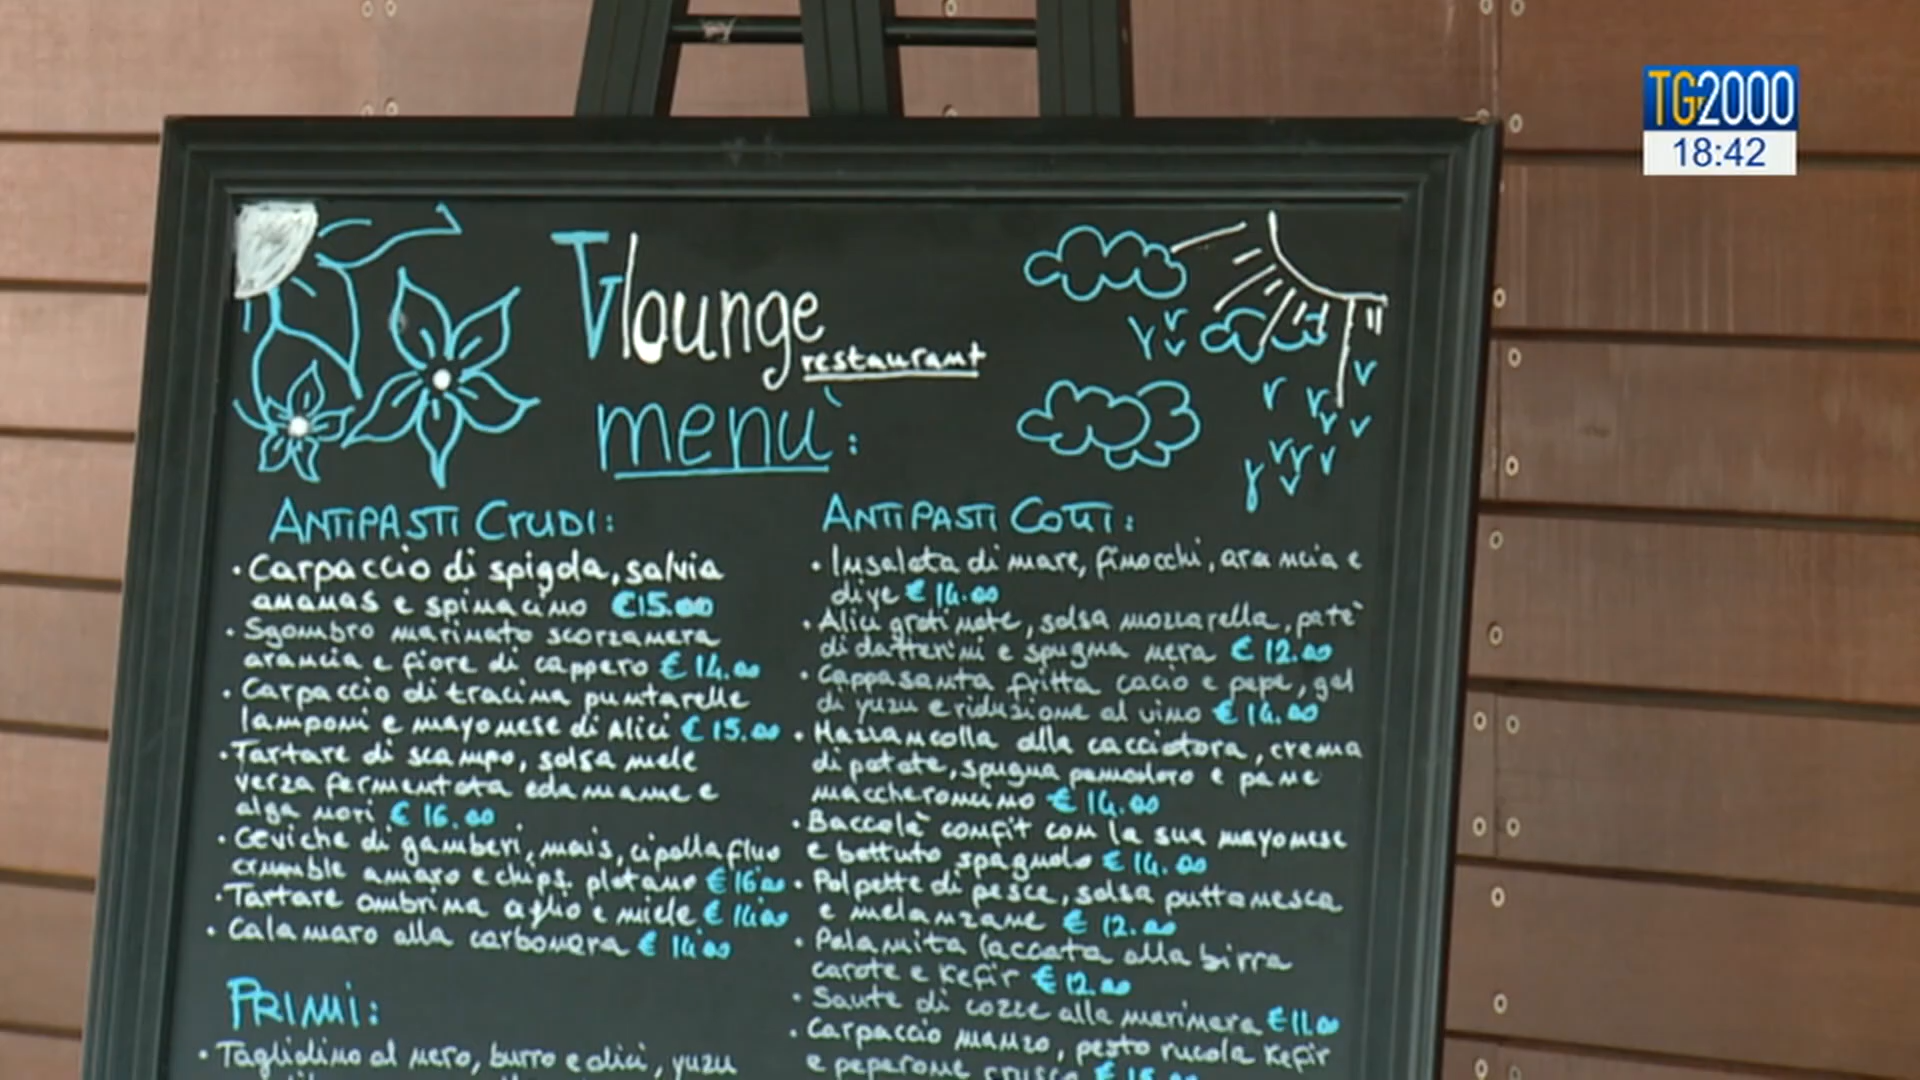 TG2000
18:42
Vlounge
restaurant
menù:
ANTIPASTI CRUDI:
• Carpaccio di spigola, salvia
ananas e spinacino €15.00
• Sgombro marinato scorzanera
arancia e fiore di cappero €14.00
• Carpaccio di tracina puntarelle
lamponi e mayonese di Alici €15.00
• Tartare di scampo, salsa miele
verza fermentata edamame e
alga nori €16.00
• Ceviche di gamberi, mais, cipolla fluo
crumble amaro e chips platano €16.00
• Tartare ombrina aglio e miele €14.00
• Calamaro alla carbonara €14.00
PRIMI:
• Tagliolino al nero, burro e alici, yuzu
ANTIPASTI COTTI:
• Insalata di mare, finocchi, arancia e
olive €14.00
• Alici gratinate, salsa mozzarella, patè
di datterini e spugna nera €12.00
• Cappasanta fritta cacio e pepe, gel
di yuzu e riduzione al vino €14.00
• Mazzancolla alla cacciatora, crema
di patate, spugna pomodoro e pane
maccheroncino €14.00
• Baccalà confit con la sua mayonese
e battuto spagnolo €14.00
• Polpette di pesce, salsa puttanesca
e melanzane €12.00
• Palamita laccata alla birra
carote e kefir €12.00
• Saute di cozze alla marinara €11.00
• Carpaccio manzo, pesto rucola kefir
e peperone crusco €15.00